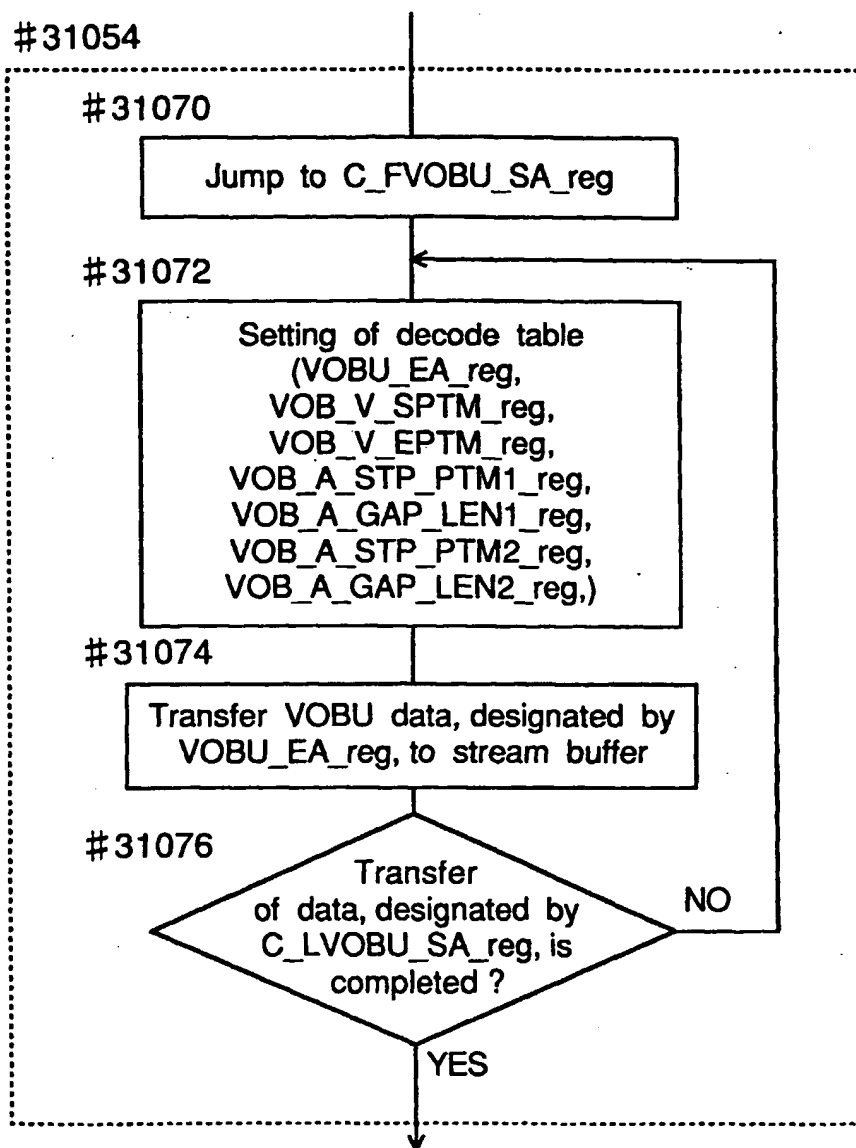 #31054
#31070
Jump to C_FVOBU_SA_reg
#31072
Setting of decode table
(VOBU_EA_reg,
VOB_V_SPTM_reg,
VOB_V_EPTM_reg,
VOB_A_STP_PTM1_reg,
VOB_A_GAP_LEN1_reg,
VOB_A_STP_PTM2_reg,
VOB_A_GAP_LEN2_reg,)
#31074
Transfer VOBU data, designated by
VOBU_EA_reg, to stream buffer
#31076
Transfer
of data, designated by
C_LVOBU_SA_reg, is
completed ?
NO
YES